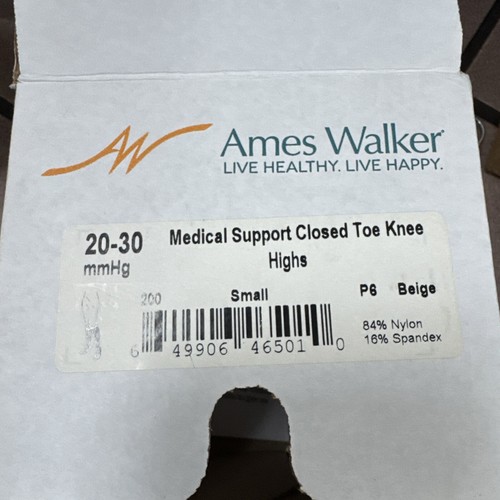 AW
Ames Walker
LIVE HEALTHY. LIVE HAPPY.
20-30
mmHg
Medical Support Closed Toe Knee
Highs
200
Small
P6
Beige
84% Nylon
16% Spandex
6 49906 46501 0